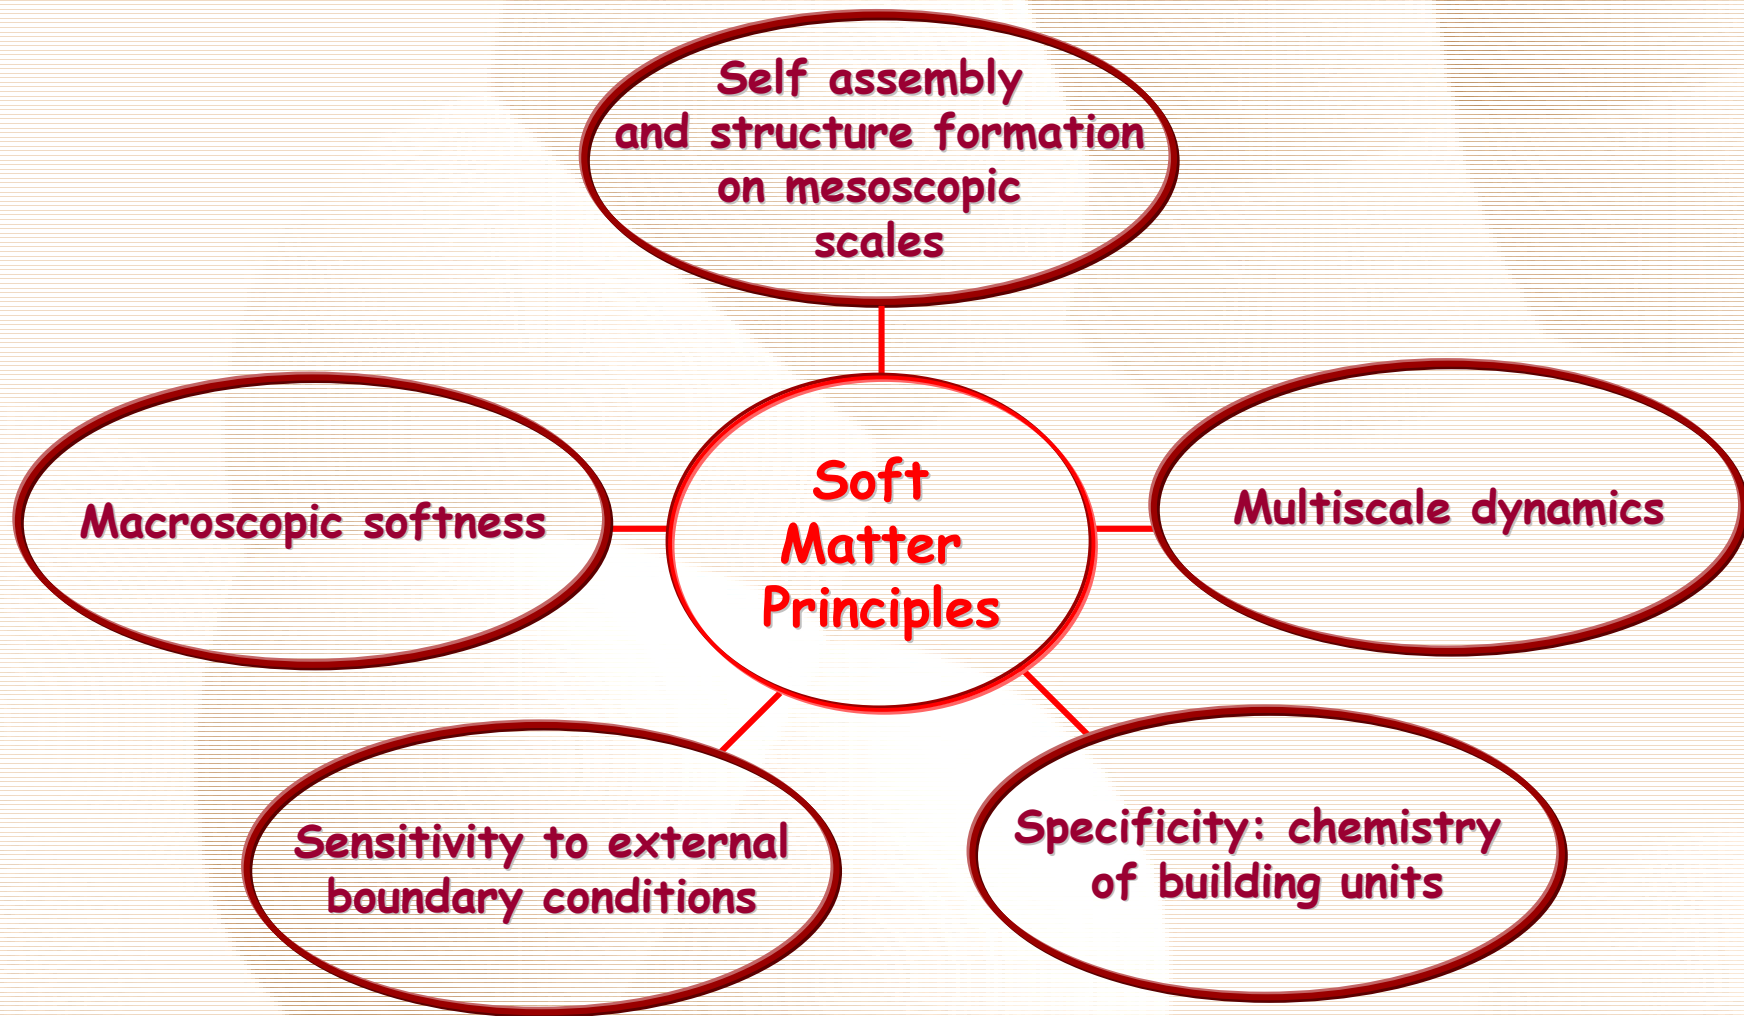 Self assembly
and structure formation
on mesoscopic
scales
Macroscopic softness
Soft
Matter
Principles
Multiscale dynamics
Sensitivity to external
boundary conditions
Specificity: chemistry
of building units